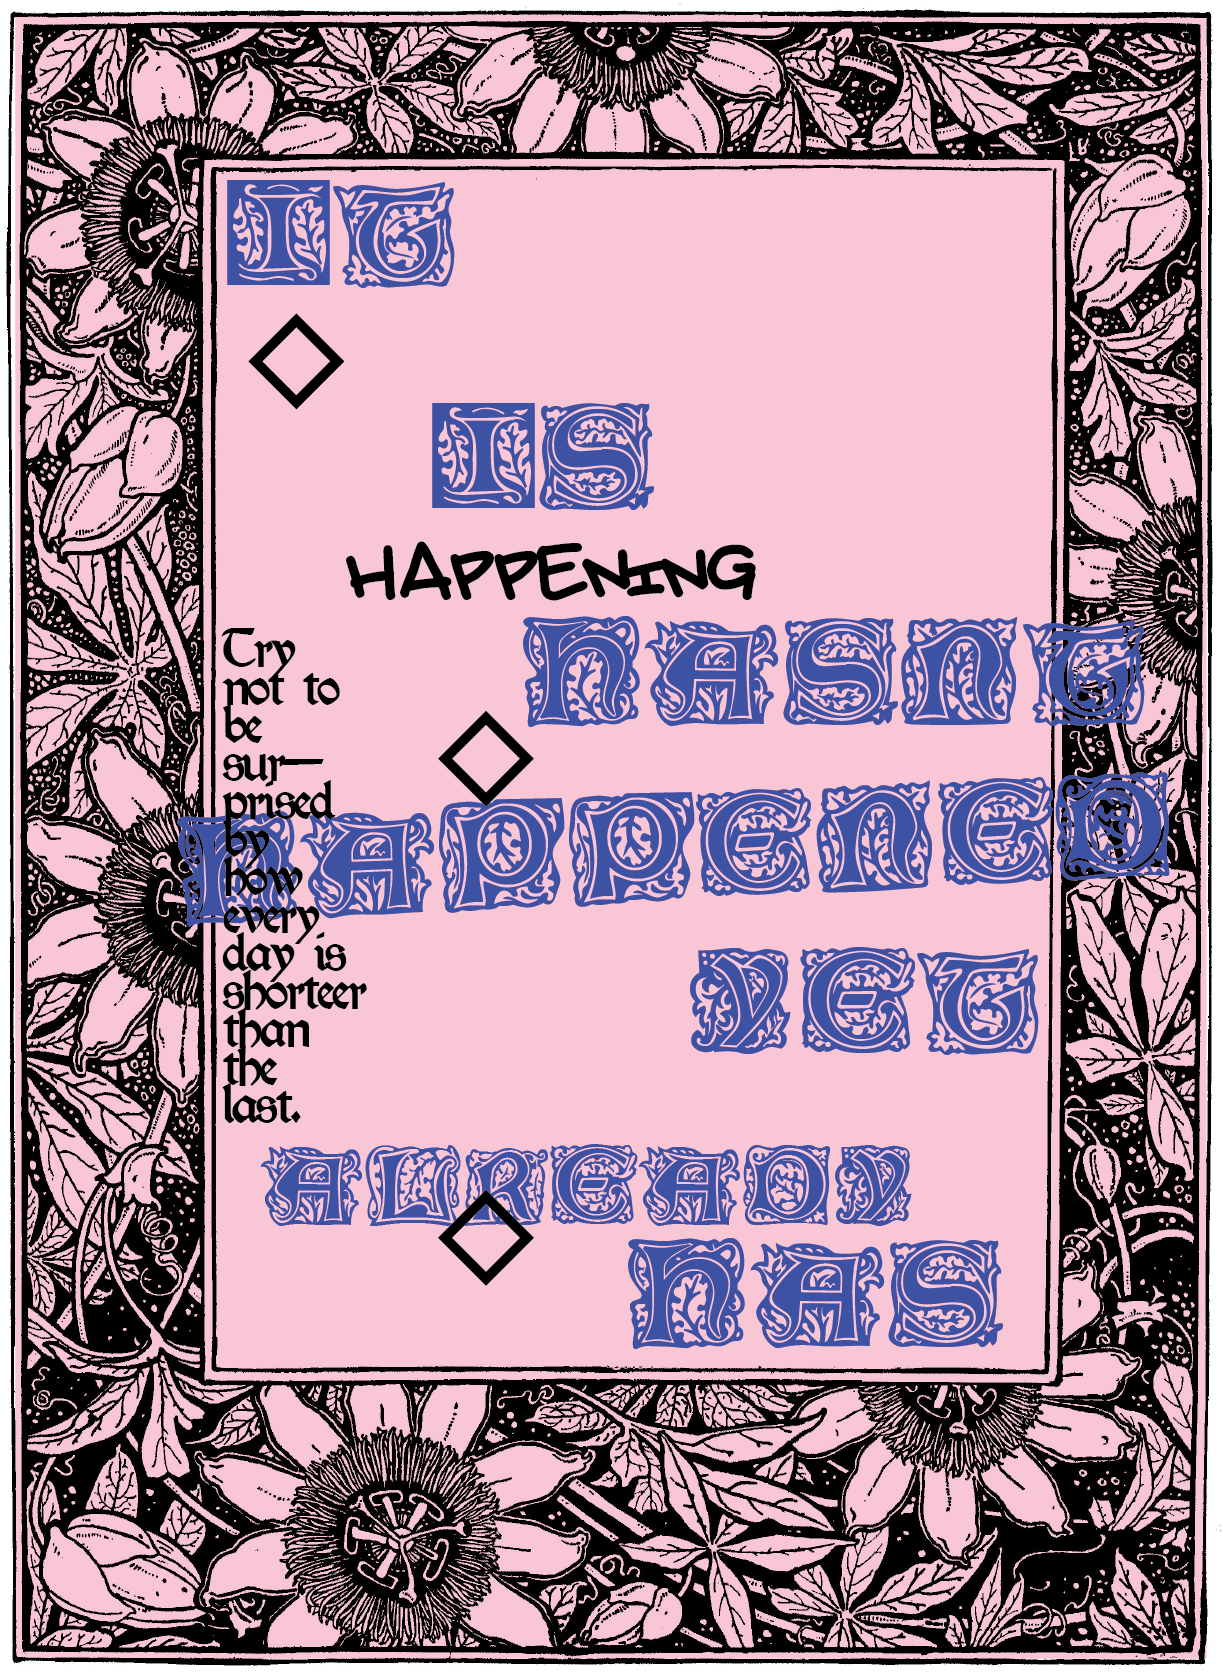 IT
IS
HAPPENING
HASNT
HAPPENED
YET
ALREADY
HAS
Try
not to
be
sur—
prised
by
how
every
day is
shorteer
than
the
last.